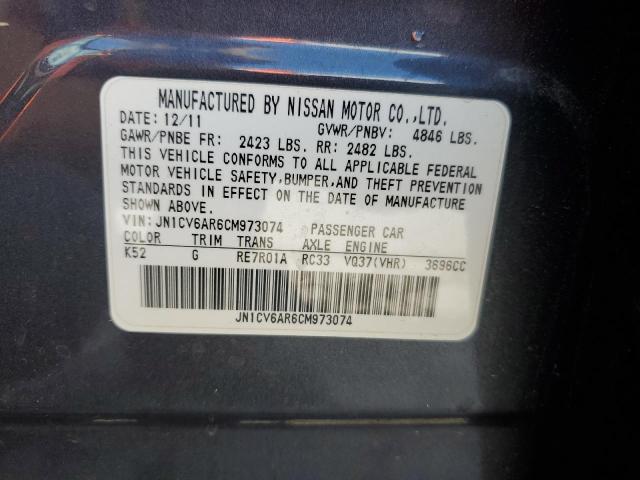 MANUFACTURED BY NISSAN MOTOR CO.,LTD.
DATE: 12/11 GVWR/PNBV: 4846 LBS.
GAWR/PNBE FR: 2423 LBS. RR: 2482 LBS.
THIS VEHICLE CONFORMS TO ALL APPLICABLE FEDERAL
MOTOR VEHICLE SAFETY,BUMPER,AND THEFT PREVENTION
STANDARDS IN EFFECT ON THE DATE OF MANUFACTURE
SHOWN ABOVE.
VIN:JN1CV6AR6CM973074 PASSENGER CAR
COLOR TRIM TRANS AXLE ENGINE
K52 G RE7R01A RC33 VQ37(VHR) 3696CC
JN1CV6AR6CM973074